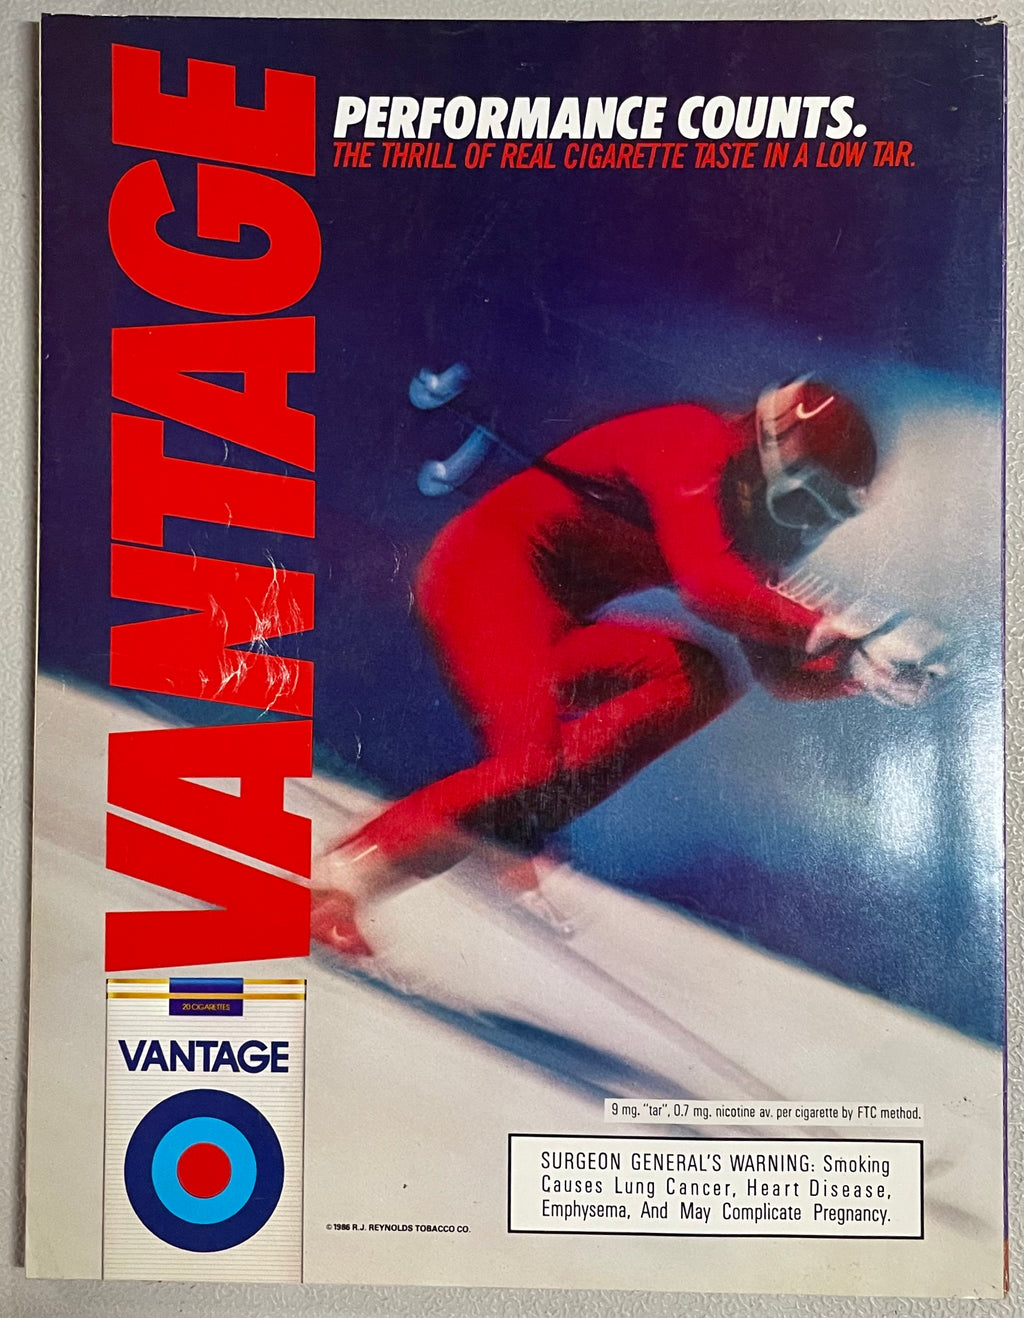 VANTAGE
PERFORMANCE COUNTS.
THE THRILL OF REAL CIGARETTE TASTE IN A LOW TAR.
20 CIGARETTES
VANTAGE
9 mg. "tar", 0.7 mg. nicotine av. per cigarette by FTC method.
SURGEON GENERAL'S WARNING: Smoking
Causes Lung Cancer, Heart Disease,
Emphysema, And May Complicate Pregnancy.
© 1986 R.J. REYNOLDS TOBACCO CO.